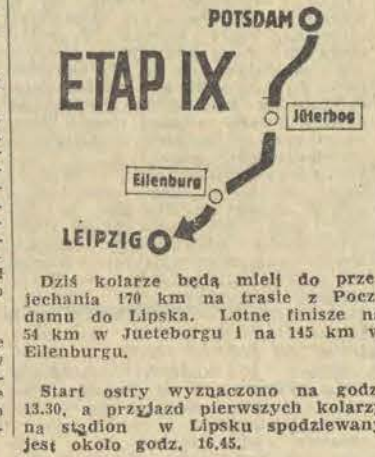 POTSDAM
ETAP IX
Jüterbog
Eilenburg
LEIPZIG
Dziś kolarze będą mieli do prze
jechania 170 km na trasie z Pocz
damu do Lipska. Lotne finisze na
54 km w Jueteborgu i na 145 km w
Eilenburgu.
Start ostry wyznaczono na godz
13.30, a przyjazd pierwszych kolarzy
na stadion w Lipsku spodziewany
jest około godz. 16.45.